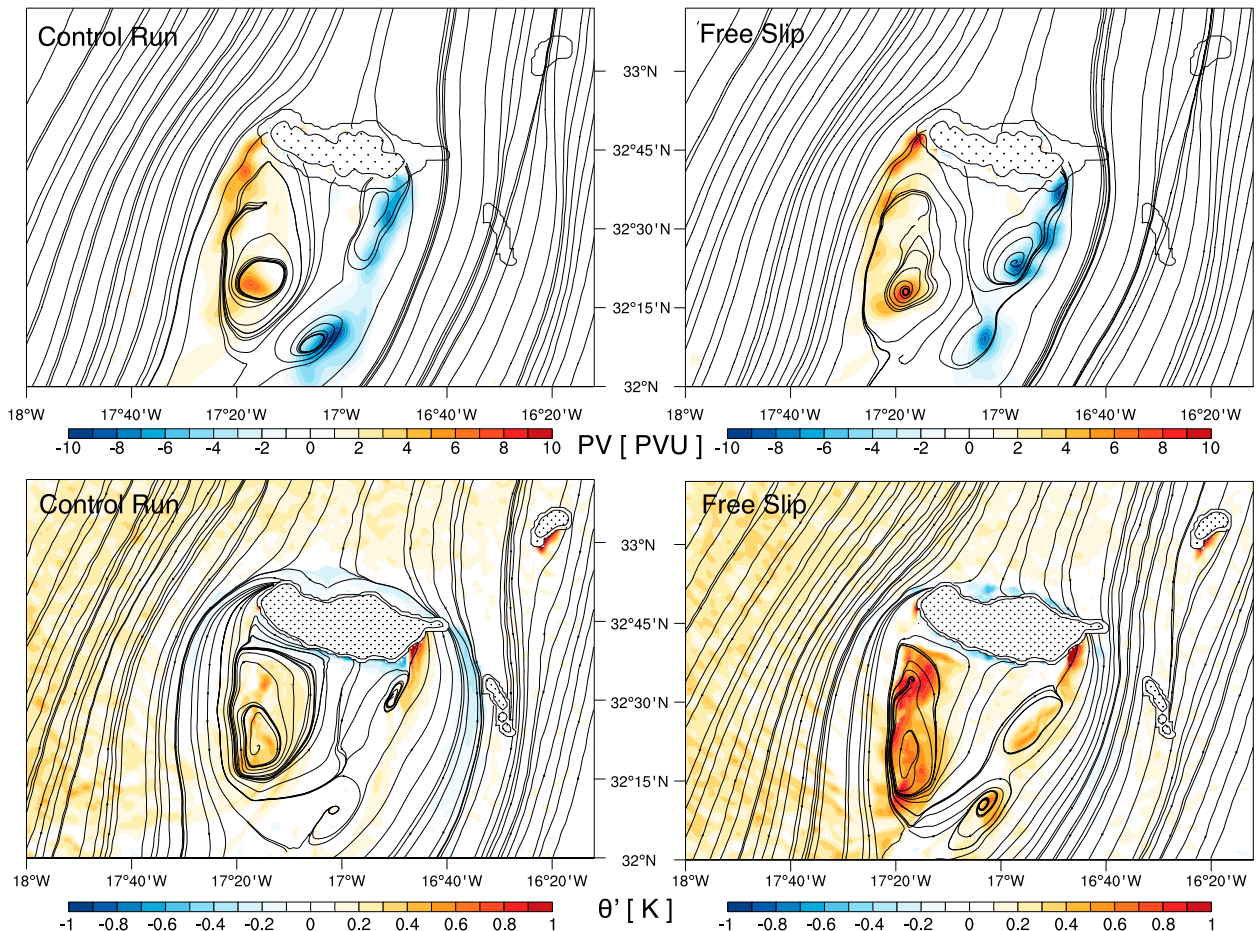 Control Run
Free Slip
33°N
32°45'N
32°30'N
32°15'N
32°N
18°W 17°40'W 17°20'W 17°W 16°40'W 16°20'W
18°W 17°40'W 17°20'W 17°W 16°40'W 16°20'W
-10 -8 -6 -4 -2 0 2 4 6 8 10
PV [ PVU ]
-10 -8 -6 -4 -2 0 2 4 6 8 10
Control Run
Free Slip
33°N
32°45'N
32°30'N
32°15'N
32°N
18°W 17°40'W 17°20'W 17°W 16°40'W 16°20'W
18°W 17°40'W 17°20'W 17°W 16°40'W 16°20'W
-1 -0.8 -0.6 -0.4 -0.2 0 0.2 0.4 0.6 0.8 1
θ' [ K ]
-1 -0.8 -0.6 -0.4 -0.2 0 0.2 0.4 0.6 0.8 1